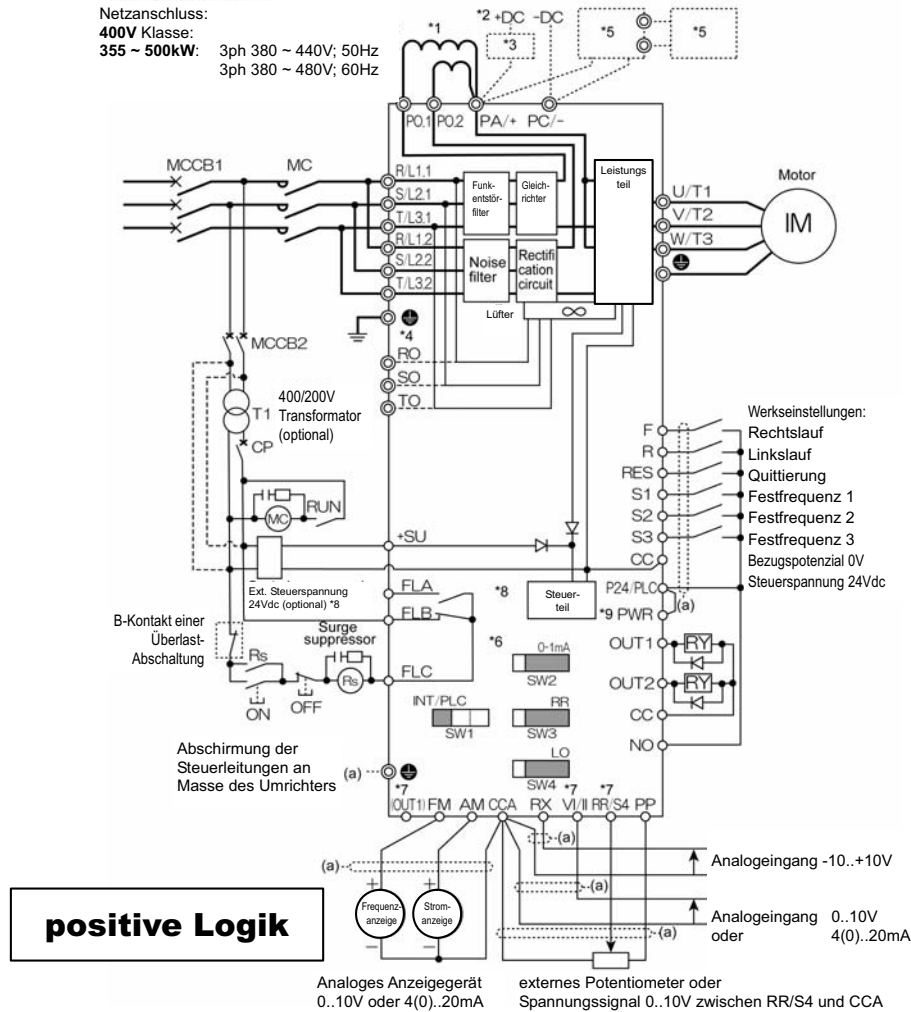 Netzanschluss:
400V Klasse:
355 ~ 500kW: 3ph 380 ~ 440V; 50Hz
3ph 380 ~ 480V; 60Hz
*1
*2 +DC -DC
*3
*5
*5
PO.1 PO.2 PA/+ PC/-
MCCB1
MC
R/L1.1
S/L2.1
T/L3.1
R/L1.2
S/L2.2
T/L3.2
Funk-
entstör-
filter
Gleich-
richter
Leistungs
teil
Noise
filter
Rectifi
cation
circuit
Lüfter
U/T1
V/T2
W/T3
Motor
IM
*4
RO
SO
TO
MCCB2
T1
400/200V
Transformator
(optional)
CP
MC
RUN
+SU
Ext. Steuerspannung
24Vdc (optional) *8
FLA
FLB
FLC
*8
Steuer-
teil
B-Kontakt einer
Überlast-
Abschaltung
Rs
Surge
suppressor
Rs
ON
OFF
Werkseinstellungen:
F Rechtslauf
R Linkslauf
RES Quittierung
S1 Festfrequenz 1
S2 Festfrequenz 2
S3 Festfrequenz 3
CC Bezugspotenzial 0V
P24/PLC Steuerspannung 24Vdc
(a)
*9 PWR
OUT1 RY
OUT2 RY
CC
NO
*6
0-1mA
SW2
INT/PLC
SW1
RR
SW3
LO
SW4
Abschirmung der
Steuerleitungen an
Masse des Umrichters
(a)
*7 *7 *7
(OUT1) FM AM CCA RX VI/II RR/S4 PP
(a)
(a)
(a)
(a)
+ +
Frequenz-
anzeige
Strom-
anzeige
− −
Analogeingang -10..+10V
Analogeingang 0..10V
oder 4(0)..20mA
positive Logik
Analoges Anzeigegerät
0..10V oder 4(0)..20mA
externes Potentiometer oder
Spannungssignal 0..10V zwischen RR/S4 und CCA